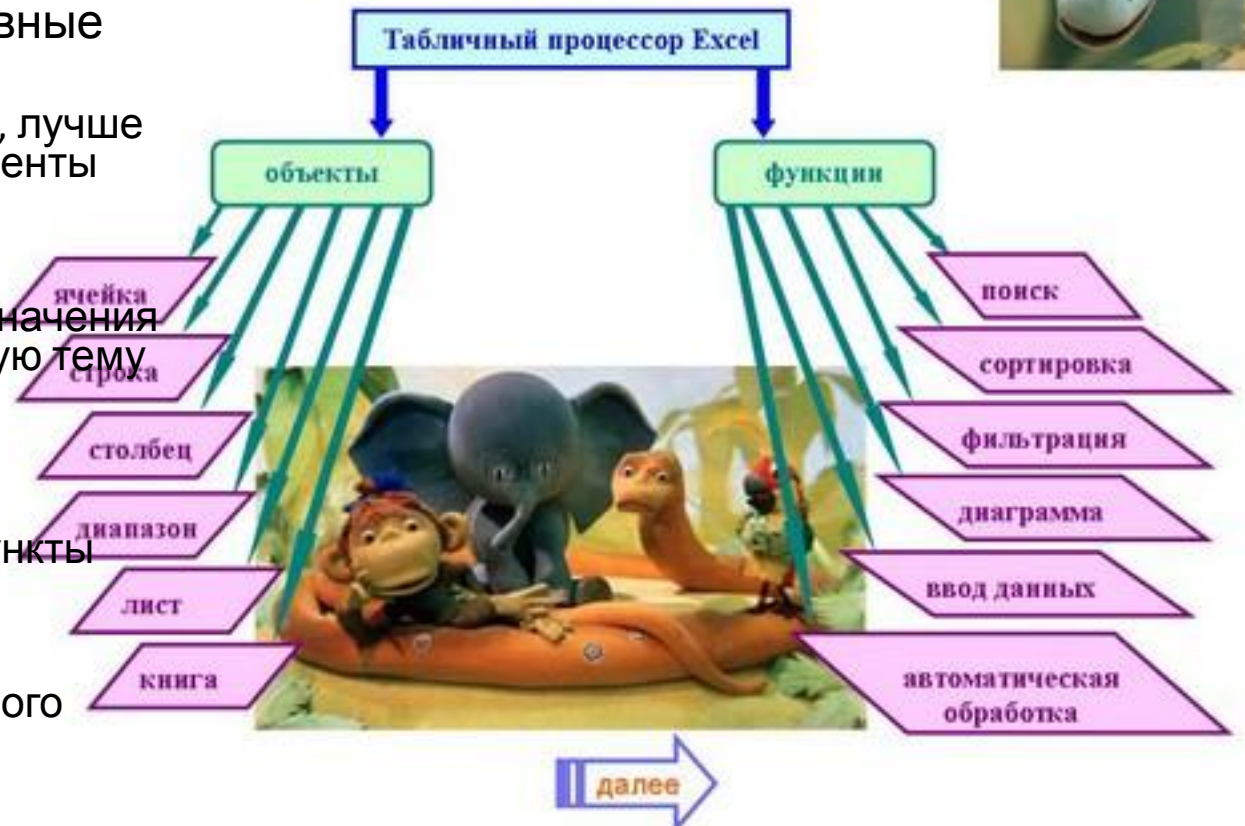 вные
Табличный процессор Excel
, лучше
енты
объекты
функции
ячейка
строка
столбец
диапазон
лист
книга
поиск
сортировка
фильтрация
диаграмма
ввод данных
автоматическая
обработка
начения
ую тему
ункты
ого
далее